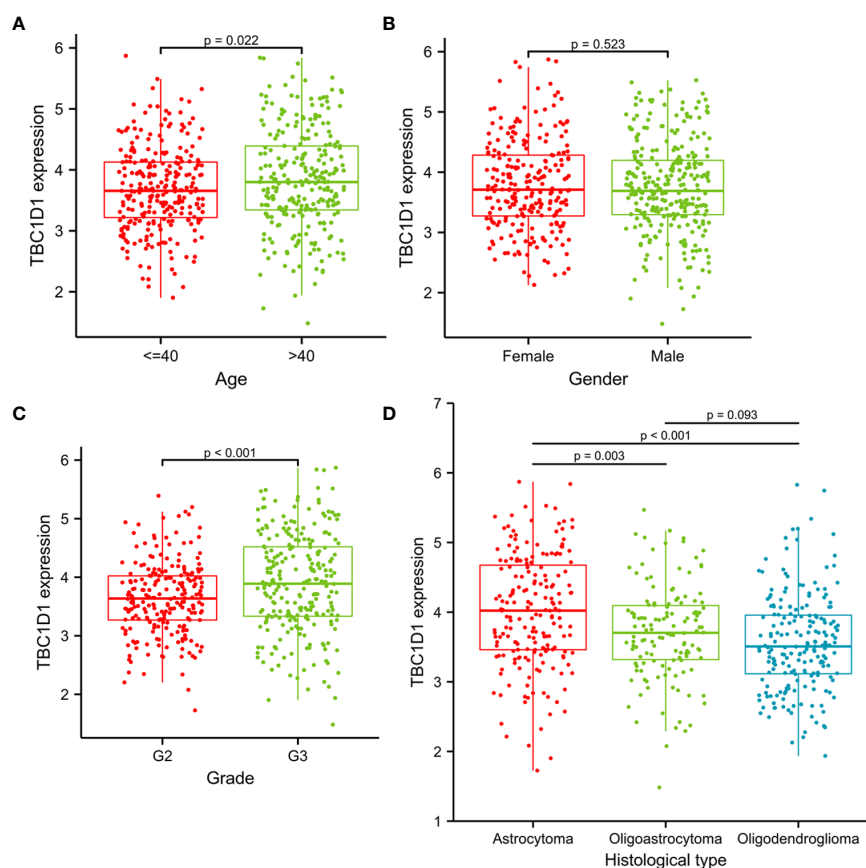 A
p = 0.022
6
5
4
3
2
TBC1D1 expression
<=40
>40
Age
B
p = 0.523
6
5
4
3
2
TBC1D1 expression
Female
Male
Gender
C
p < 0.001
6
5
4
3
2
TBC1D1 expression
G2
G3
Grade
D
7
p = 0.093
p < 0.001
p = 0.003
6
5
4
3
2
1
TBC1D1 expression
Astrocytoma
Oligoastrocytoma
Oligodendroglioma
Histological type